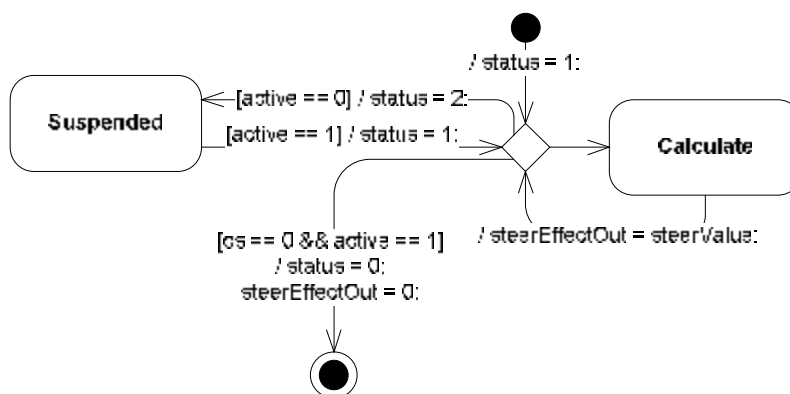 / status = 1;
[active == 0] / status = 2;
Suspended
[active == 1] / status = 1;
Calculate
/ steerEffectOut = steerValue;
[cs == 0 && active == 1]
/ status = 0;
steerEffectOut = 0;